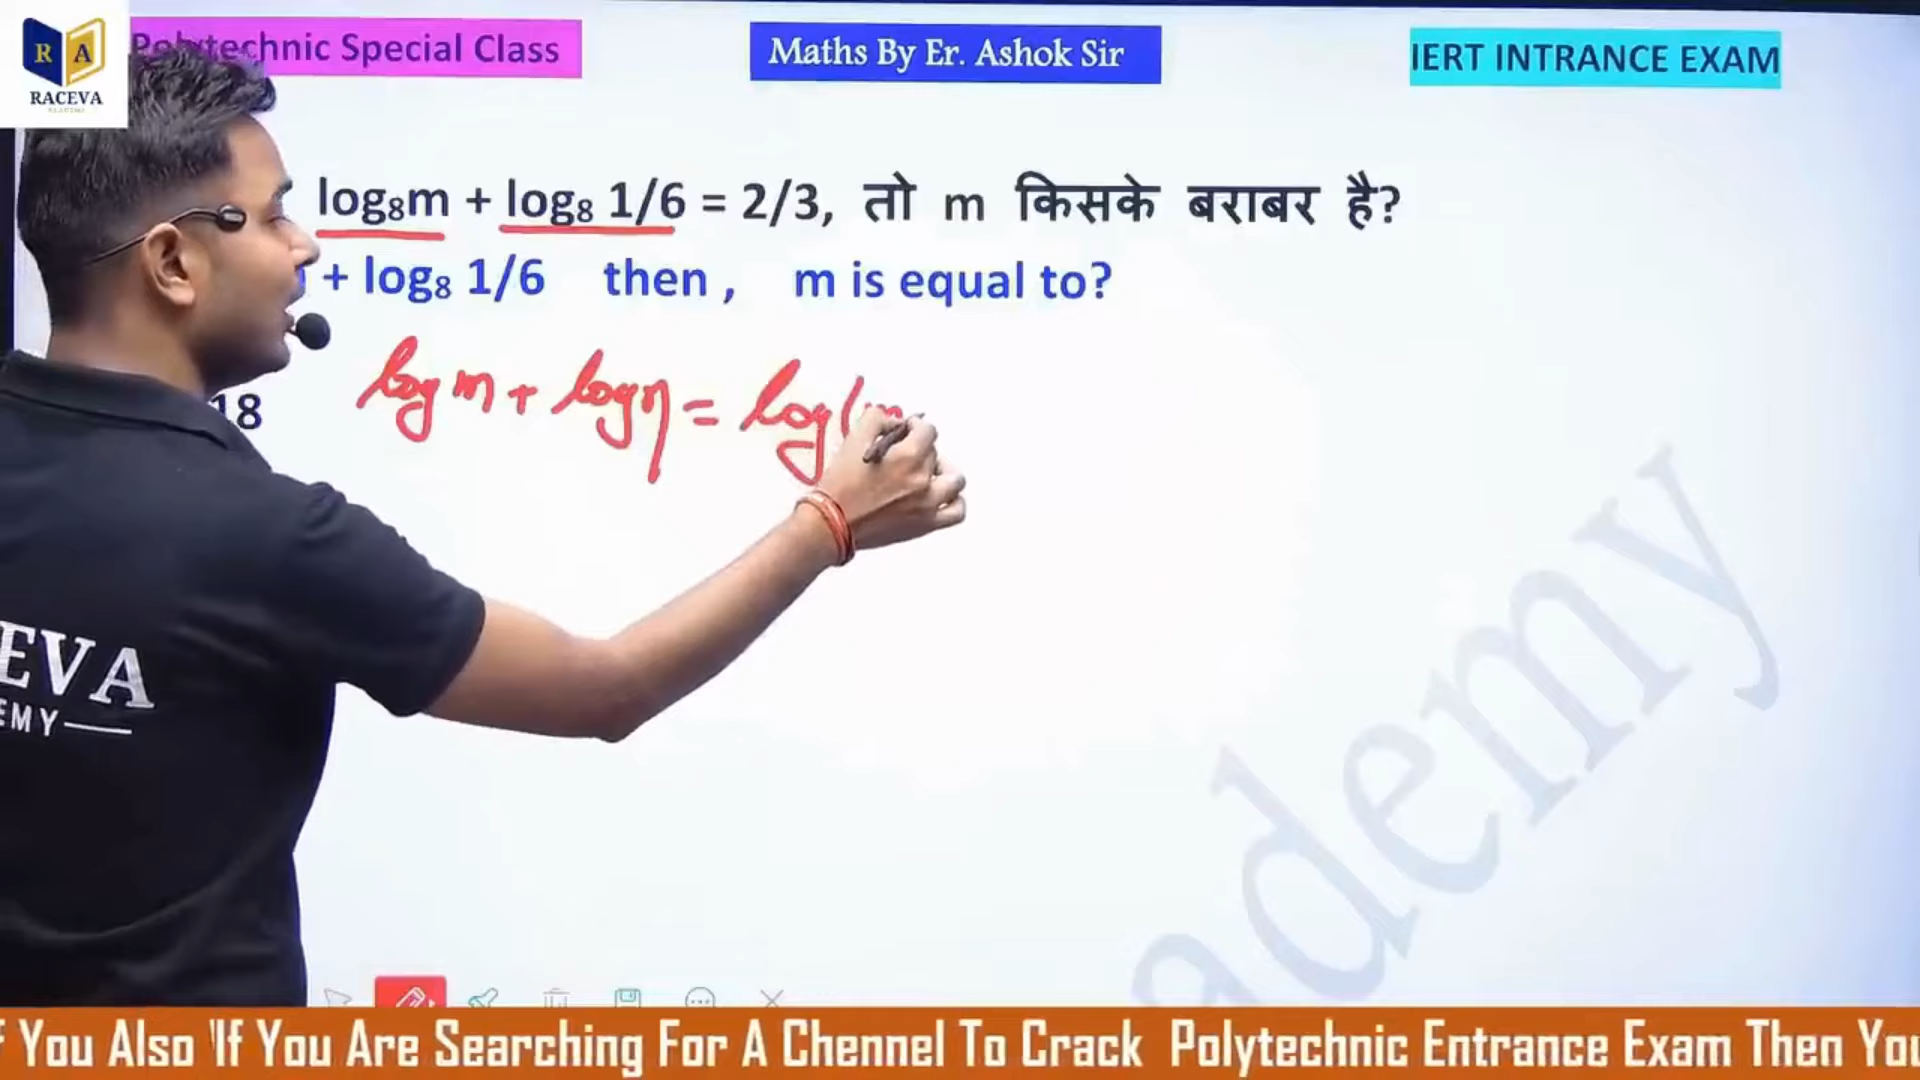 RA
RACEVA
Polytechnic Special Class
Maths By Er. Ashok Sir
IERT INTRANCE EXAM
log₈m + log₈ 1/6 = 2/3, तो m किसके बराबर है?
+ log₈ 1/6 then , m is equal to?
log m + log n = log(m
18
EVA
EMY
ademy
You Also 'If You Are Searching For A Chennel To Crack Polytechnic Entrance Exam Then You